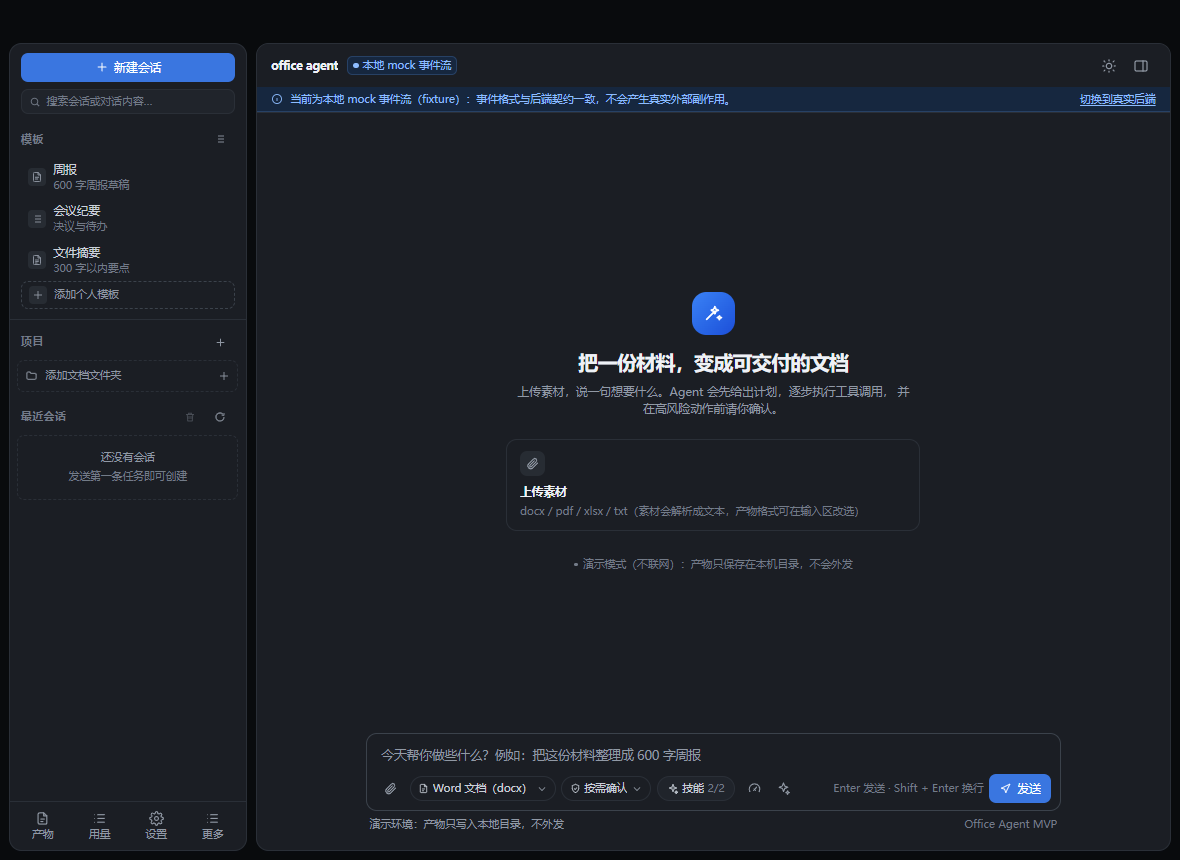 新建会话
搜索会话或对话内容...
模板
周报
600 字周报草稿
会议纪要
决议与待办
文件摘要
300 字以内要点
添加个人模板
项目
添加文档文件夹
最近会话
还没有会话
发送第一条任务即可创建
产物
用量
设置
更多
office agent
本地 mock 事件流
当前为本地 mock 事件流（fixture）：事件格式与后端契约一致，不会产生真实外部副作用。
切换到真实后端
把一份材料，变成可交付的文档
上传素材，说一句想要什么。Agent 会先给出计划，逐步执行工具调用， 并
在高风险动作前请你确认。
上传素材
docx / pdf / xlsx / txt（素材会解析成文本，产物格式可在输入区改选）
• 演示模式（不联网）：产物只保存在本机目录，不会外发
今天帮你做些什么？例如：把这份材料整理成 600 字周报
Word 文档（docx）
按需确认
技能 2/2
Enter 发送 · Shift + Enter 换行
发送
演示环境：产物只写入本地目录，不外发
Office Agent MVP